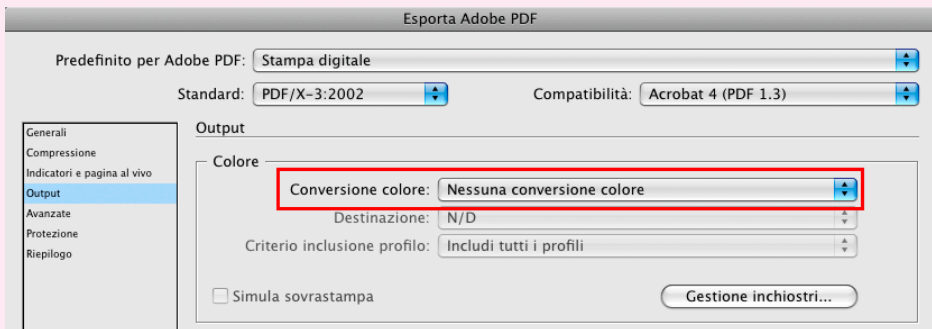 Esporta Adobe PDF
Predefinito per Adobe PDF: Stampa digitale
Standard: PDF/X-3:2002 Compatibilità: Acrobat 4 (PDF 1.3)
Generali
Compressione
Indicatori e pagina al vivo
Output
Avanzate
Protezione
Riepilogo
Output
Colore
Conversione colore: Nessuna conversione colore
Destinazione: N/D
Criterio inclusione profilo: Includi tutti i profili
Simula sovrastampa Gestione inchiostri...